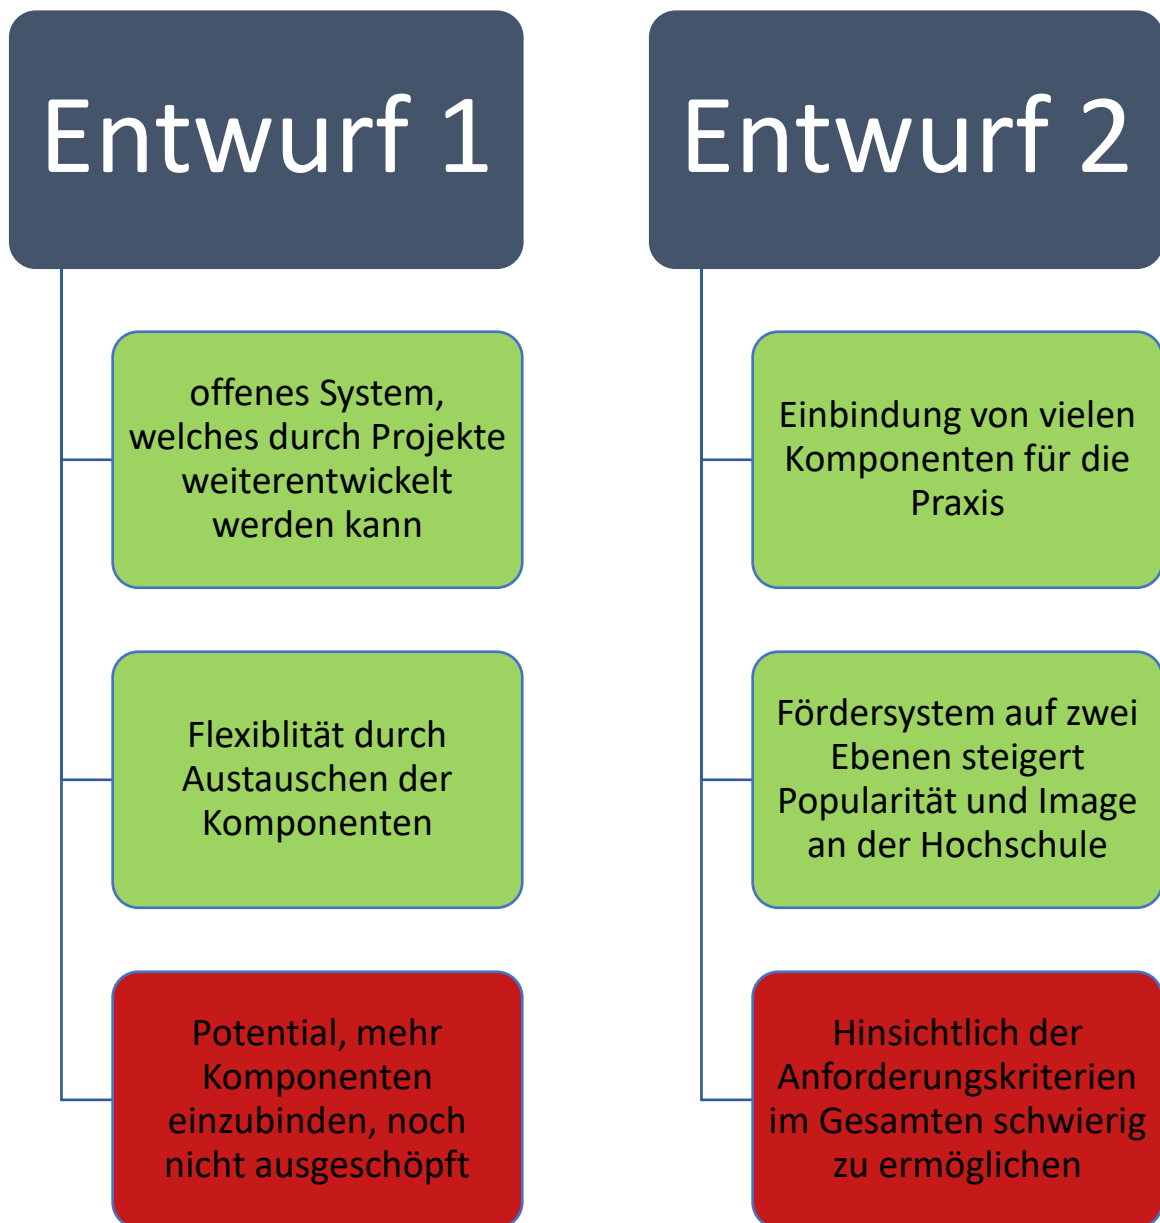 Entwurf 1
offenes System,
welches durch Projekte
weiterentwickelt
werden kann
Flexiblität durch
Austauschen der
Komponenten
Potential, mehr
Komponenten
einzubinden, noch
nicht ausgeschöpft
Entwurf 2
Einbindung von vielen
Komponenten für die
Praxis
Fördersystem auf zwei
Ebenen steigert
Popularität und Image
an der Hochschule
Hinsichtlich der
Anforderungskriterien
im Gesamten schwierig
zu ermöglichen